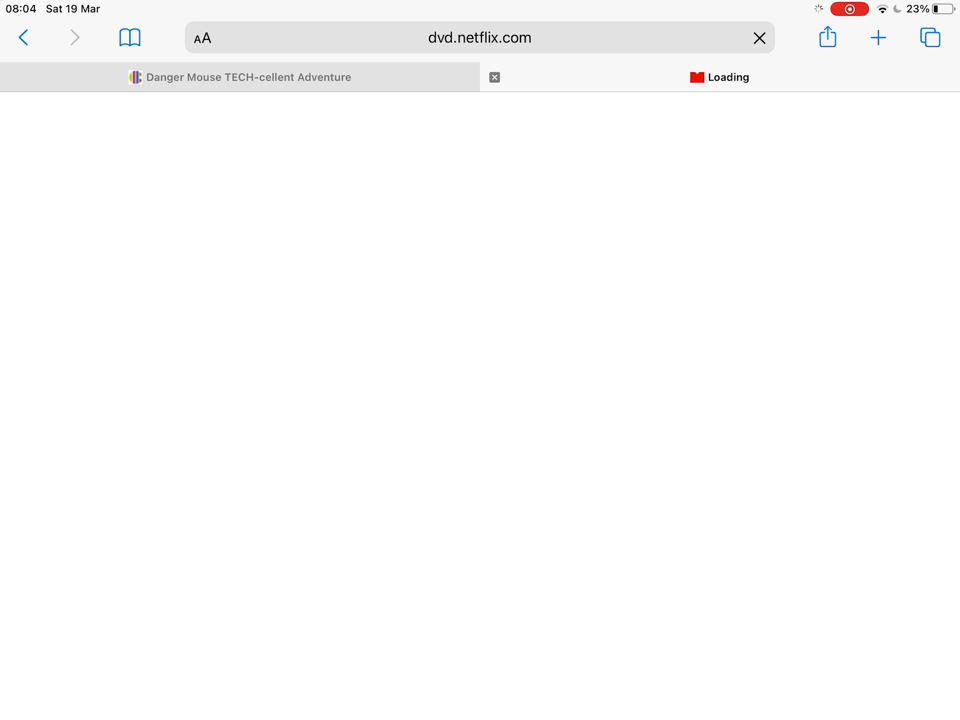 08:04 Sat 19 Mar 23%
AA dvd.netflix.com
Danger Mouse TECH-cellent Adventure Loading